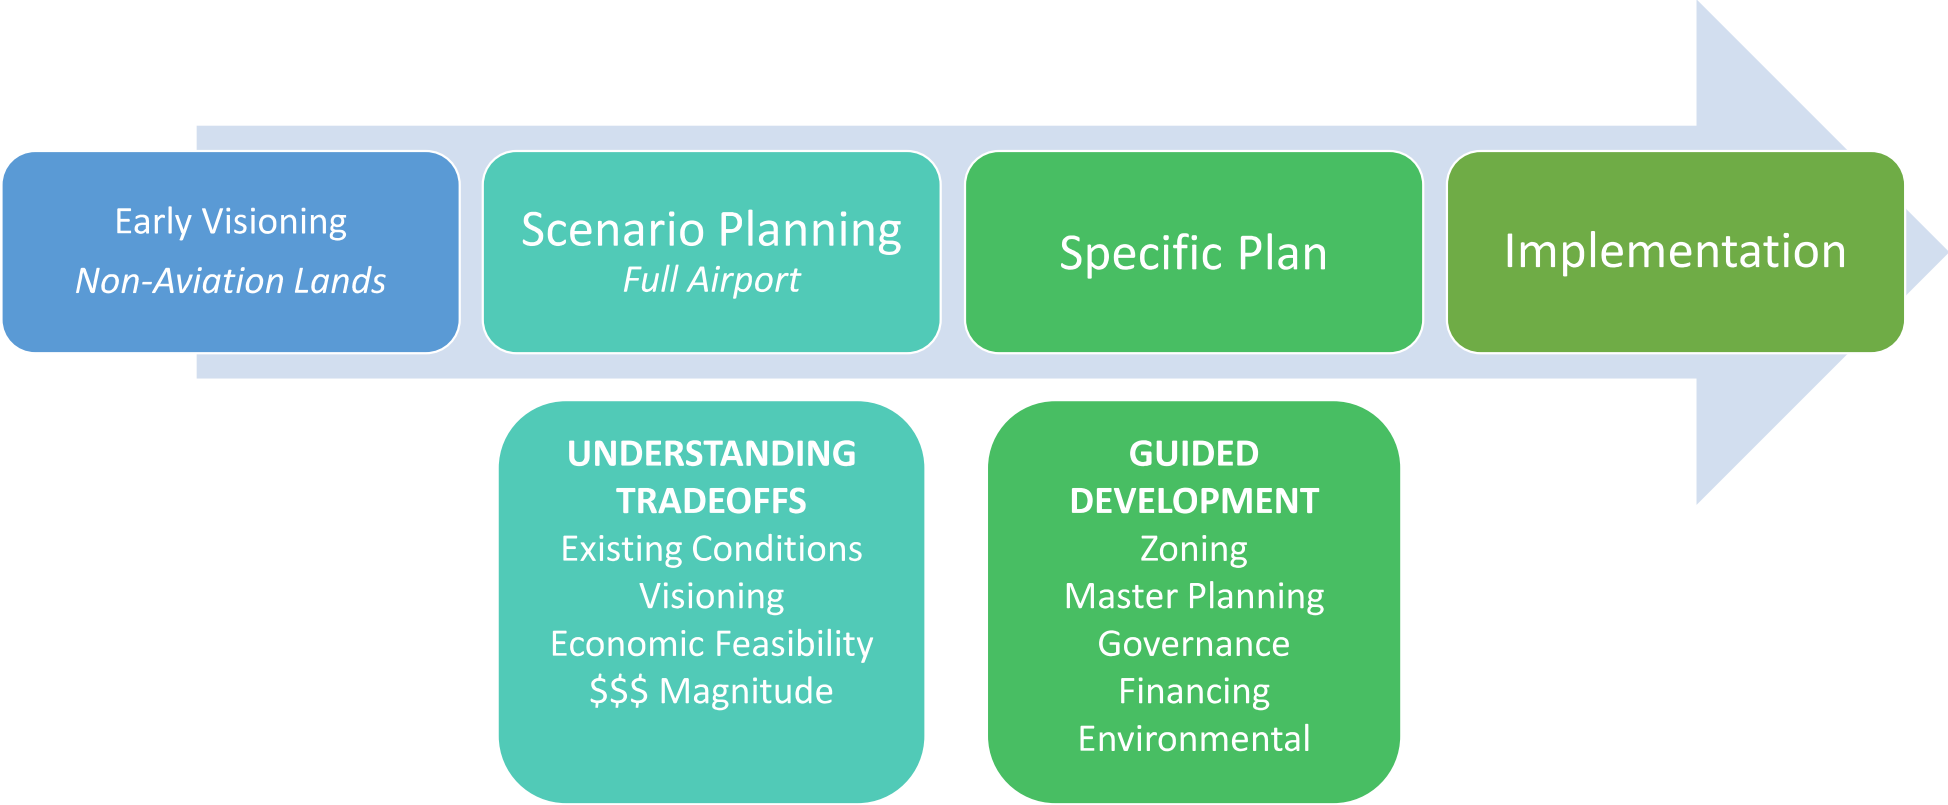 Early Visioning
Non-Aviation Lands
Scenario Planning
Full Airport
Specific Plan
Implementation
UNDERSTANDING
TRADEOFFS
Existing Conditions
Visioning
Economic Feasibility
$$$ Magnitude
GUIDED
DEVELOPMENT
Zoning
Master Planning
Governance
Financing
Environmental